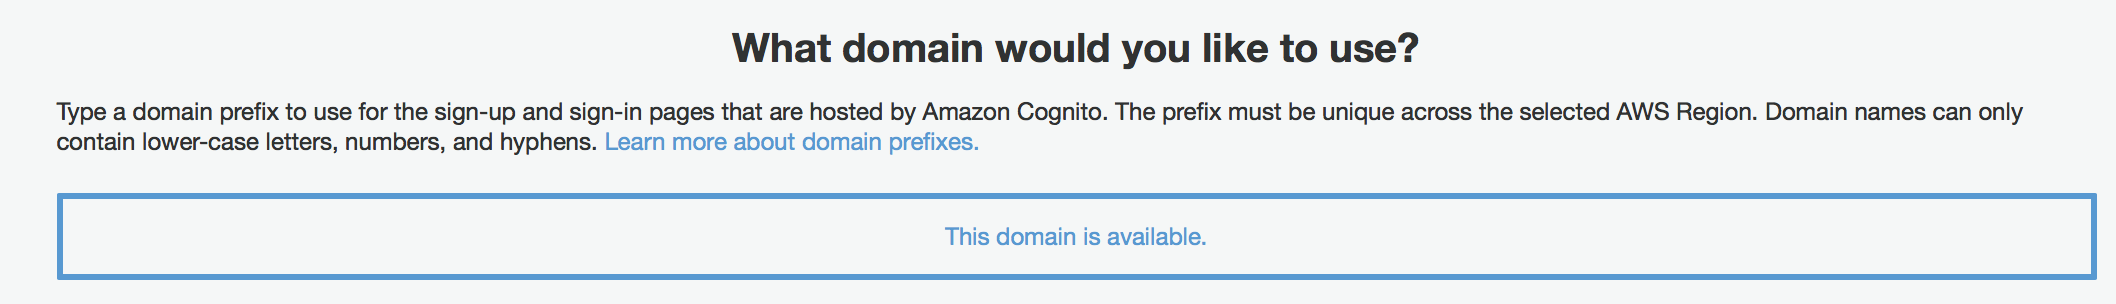 What domain would you like to use?
Type a domain prefix to use for the sign-up and sign-in pages that are hosted by Amazon Cognito. The prefix must be unique across the selected AWS Region. Domain names can only
contain lower-case letters, numbers, and hyphens. Learn more about domain prefixes.
This domain is available.